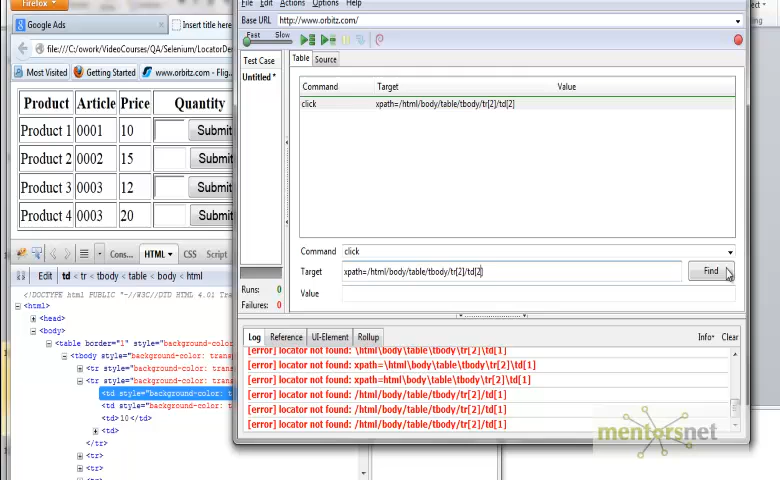 Firefox
Google Ads
Insert title here
file:///C:/owork/VideoCourses/QA/Selenium/LocatorDem
Most Visited Getting Started www.orbitz.com - Flig...
Product Article Price Quantity
Product 1 0001 10 Submit
Product 2 0002 15 Submit
Product 3 0003 12 Submit
Product 4 0003 20 Submit
Cons... HTML CSS Script
Edit td < tr < tbody < table < body < html
<!DOCTYPE html PUBLIC "-//W3C//DTD HTML 4.01 Tra
<html>
<head>
<body>
<table border="1" style="background-color:
<tbody style="background-color: transp
<tr style="background-color: trans
<tr style="background-color: trans
<td style="background-color: t
<td style="background-color: t
<td>10</td>
<td>
</tr>
<tr>
<tr>
File Edit Actions Options Help
Base URL http://www.orbitz.com/
Fast Slow
Test Case
Untitled *
Table Source
Command Target Value
click xpath=/html/body/table/tbody/tr[2]/td[2]
Command click
Target xpath=/html/body/table/tbody/tr[2]/td[2] Find
Value
Runs: 0
Failures: 0
Log Reference UI-Element Rollup Info Clear
[error] locator not found: \html\body\table\tbody\tr[2]\td[1]
[error] locator not found: xpath=\html\body\table\tbody\tr[2]\td[1]
[error] locator not found: xpath=html\body\table\tbody\tr[2]\td[1]
[error] locator not found: /html/body/table/tbody/tr[2]/td[1]
[error] locator not found: /html/body/table/tbody/tr[2]/td[1]
[error] locator not found: /html/body/table/tbody/tr[2]/td[1]
mentorsnet